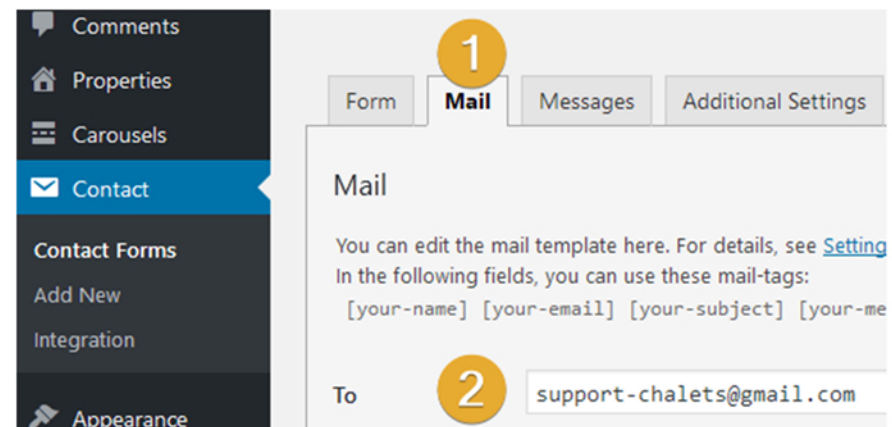 Comments
Properties
Carousels
Contact
Contact Forms
Add New
Integration
Appearance
1
Form Mail Messages Additional Settings
Mail
You can edit the mail template here. For details, see Setting
In the following fields, you can use these mail-tags:
[your-name] [your-email] [your-subject] [your-me
To 2 support-chalets@gmail.com